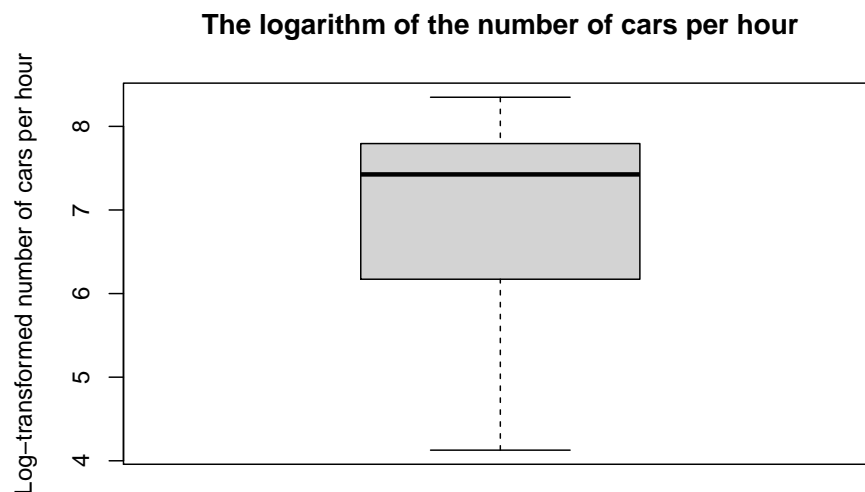 The logarithm of the number of cars per hour
Log−transformed number of cars per hour
8
7
6
5
4